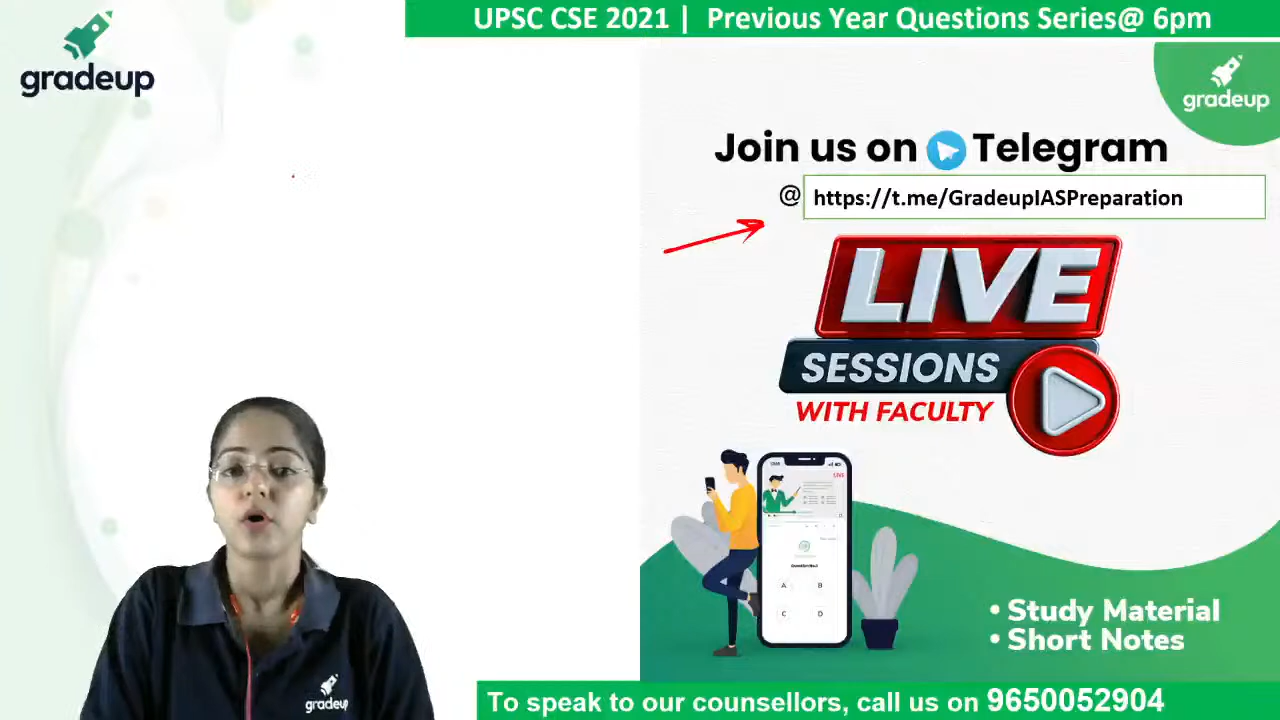 UPSC CSE 2021 | Previous Year Questions Series@ 6pm
gradeup
gradeup
Join us on Telegram
@ https://t.me/GradeupIASPreparation
LIVE
SESSIONS
WITH FACULTY
LIVE
A B
C D
• Study Material
• Short Notes
gradeup
To speak to our counsellors, call us on 9650052904